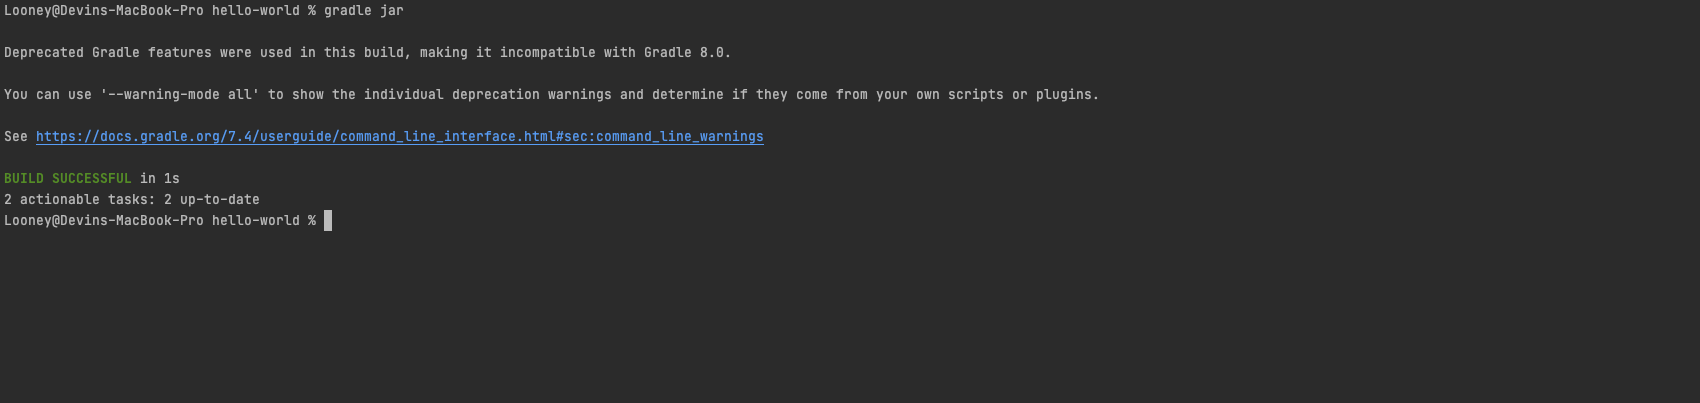 Looney@Devins-MacBook-Pro hello-world % gradle jar
Deprecated Gradle features were used in this build, making it incompatible with Gradle 8.0.
You can use '--warning-mode all' to show the individual deprecation warnings and determine if they come from your own scripts or plugins.
See https://docs.gradle.org/7.4/userguide/command_line_interface.html#sec:command_line_warnings
BUILD SUCCESSFUL in 1s
2 actionable tasks: 2 up-to-date
Looney@Devins-MacBook-Pro hello-world %